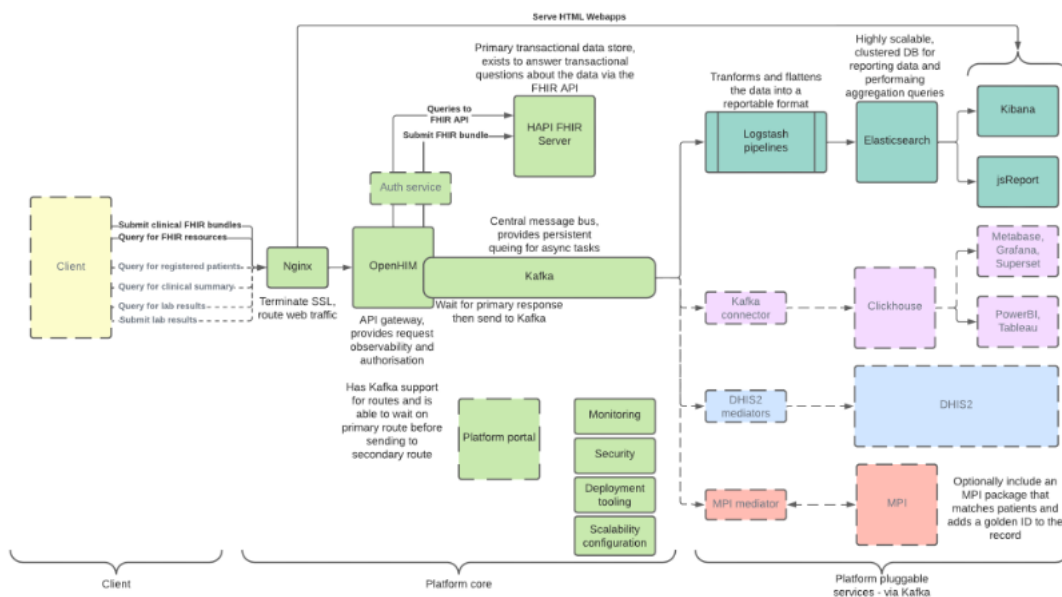 Serve HTML Webapps
Primary transactional data store,
exists to answer transactional
questions about the data via the
FHIR API
Queries to
FHIR API
Submit FHIR bundle
HAPI FHIR
Server
Auth service
Tranforms and flattens
the data into a
reportable format
Logstash
pipelines
Highly scalable,
clustered DB for
reporting data and
performaing
aggregation queries
Elasticsearch
Kibana
jsReport
Client
Submit clinical FHIR bundles
Query for FHIR resources
Query for registered patients
Query for clinical summary
Query for lab results
Submit lab results
Nginx
Terminate SSL,
route web traffic
OpenHIM
API gateway,
provides request
observability and
authorisation
Central message bus,
provides persistent
queing for async tasks
Kafka
Wait for primary response
then send to Kafka
Kafka
connector
Clickhouse
Metabase,
Grafana,
Superset
PowerBI,
Tableau
Has Kafka support
for routes and is
able to wait on
primary route before
sending to
secondary route
Platform portal
Monitoring
Security
Deployment
tooling
Scalability
configuration
DHIS2
mediators
DHIS2
MPI mediator
MPI
Optionally include an
MPI package that
matches patients and
adds a golden ID to the
record
Client
Platform core
Platform pluggable
services - via Kafka